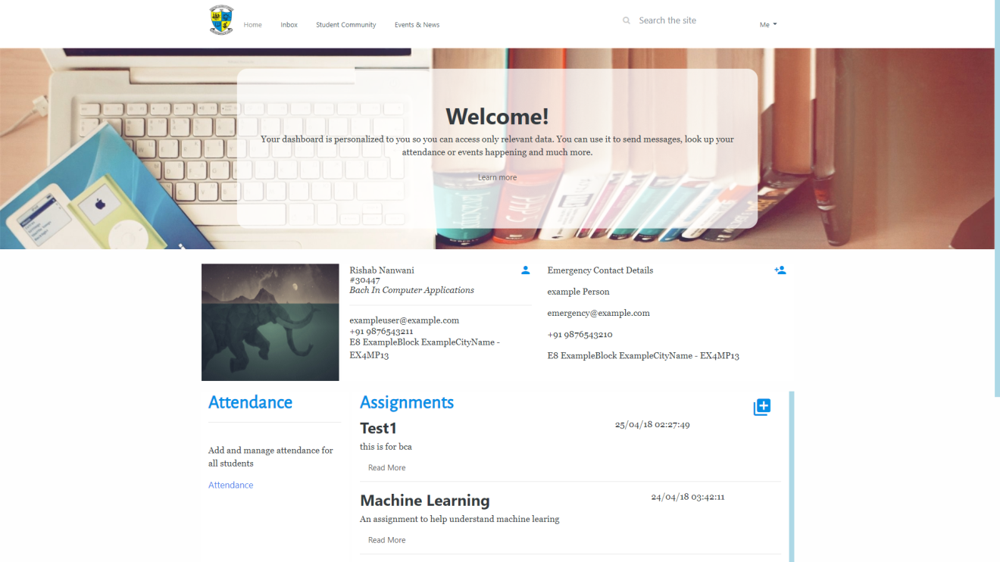 Home
Inbox
Student Community
Events & News
Search the site
Me
Welcome!
Your dashboard is personalized to you so you can access only relevant data. You can use it to send messages, look up your
attendance or events happening and much more.
Learn more
Rishab Nanwani
#30447
Bach In Computer Applications
exampleuser@example.com
+91 9876543211
E8 ExampleBlock ExampleCityName -
EX4MP13
Emergency Contact Details
example Person
emergency@example.com
+91 9876543210
E8 ExampleBlock ExampleCityName - EX4MP13
Attendance
Add and manage attendance for
all students
Attendance
Assignments
Test1
25/04/18 02:27:49
this is for bca
Read More
Machine Learning
24/04/18 03:42:11
An assignment to help understand machine learing
Read More